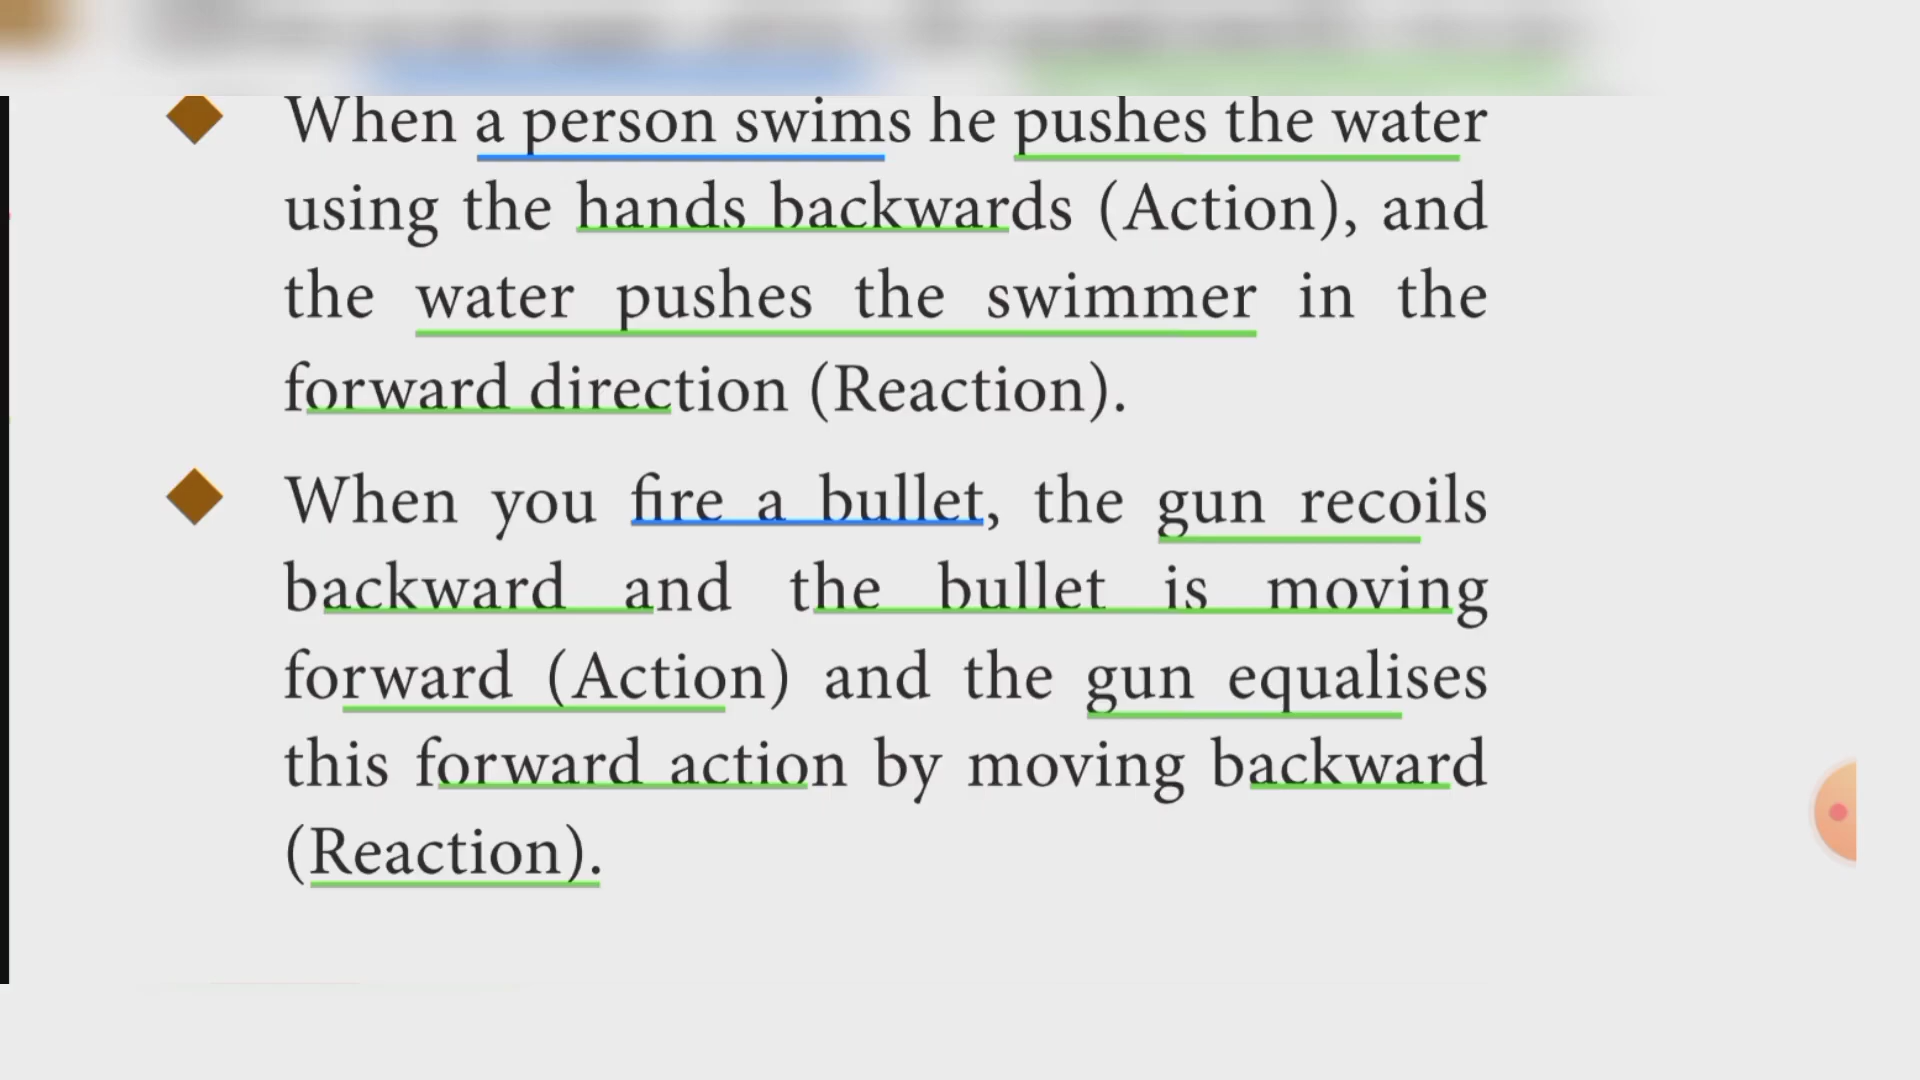 When a person swims he pushes the water
using the hands backwards (Action), and
the water pushes the swimmer in the
forward direction (Reaction).
When you fire a bullet, the gun recoils
backward and the bullet is moving
forward (Action) and the gun equalises
this forward action by moving backward
(Reaction).